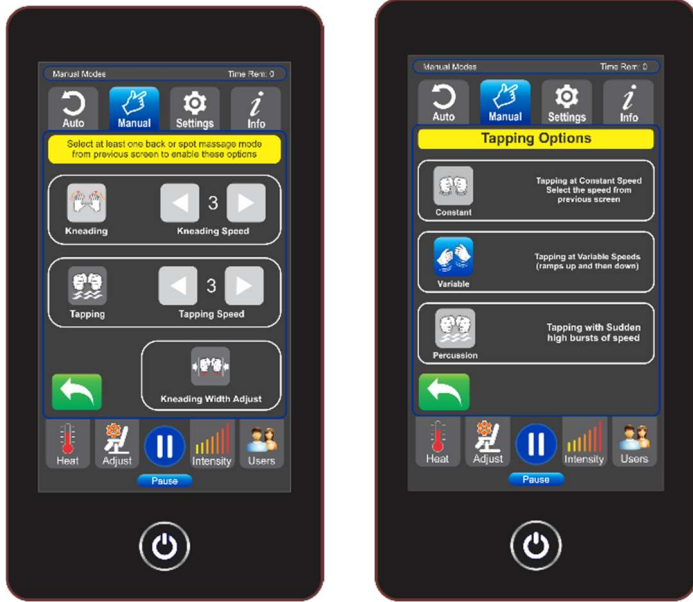 Manual Modes
Time Rem: 0
Auto
Manual
Settings
Info
Select at least one back or spot massage mode
from previous screen to enable these options
3
Kneading
Kneading Speed
3
Tapping
Tapping Speed
Kneading Width Adjust
Heat
Adjust
Intensity
Users
Pause
Manual Modes
Time Rem: 0
Auto
Manual
Settings
Info
Tapping Options
Tapping at Constant Speed
Select the speed from
previous screen
Constant
Tapping at Variable Speeds
(ramps up and then down)
Variable
Tapping with Sudden
high bursts of speed
Percussion
Heat
Adjust
Intensity
Users
Pause